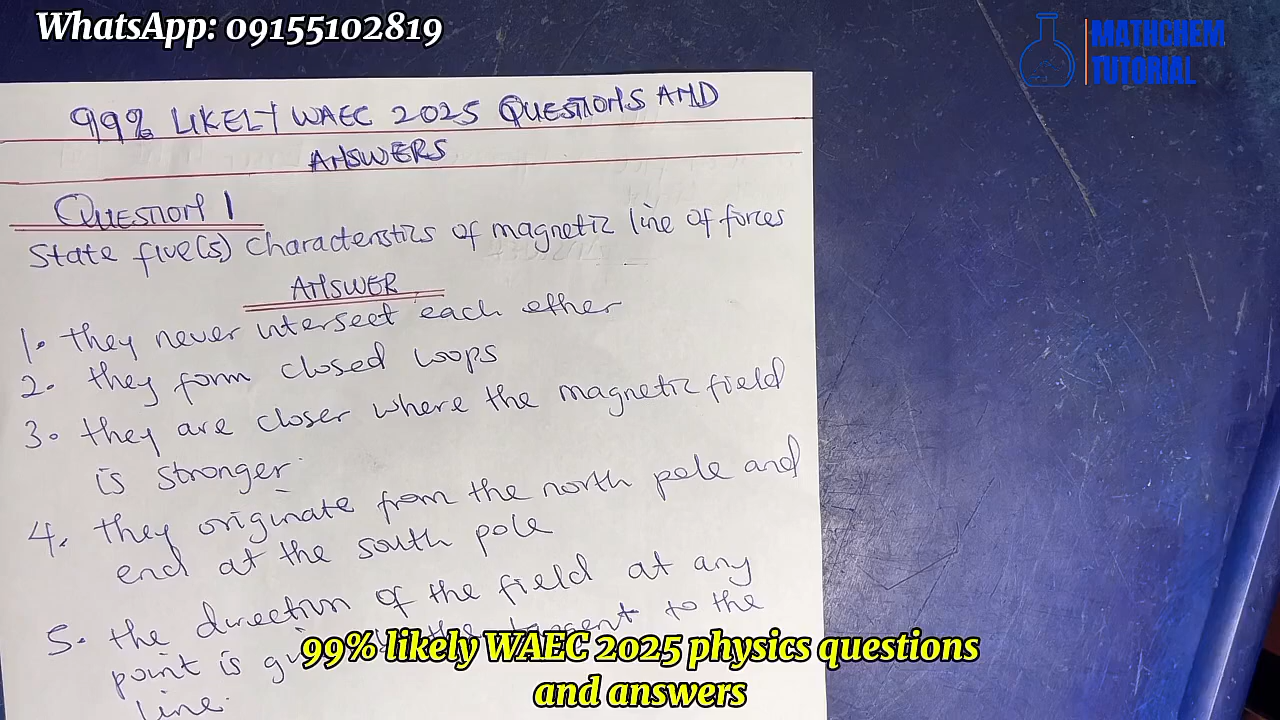 WhatsApp: 09155102819
MATHCHEM
TUTORIAL
99% LIKELY WAEC 2025 QUESTIONS AND
ANSWERS
QUESTION 1
State five(5) characteristics of magnetic line of forces
ANSWER
1. they never intersect each other
2. they form closed loops
3. they are closer where the magnetic field
is stronger
4. they originate from the north pole and
end at the south pole
5. the direction of the field at any
point is the tangent to the
line.
99% likely WAEC 2025 physics questions
and answers